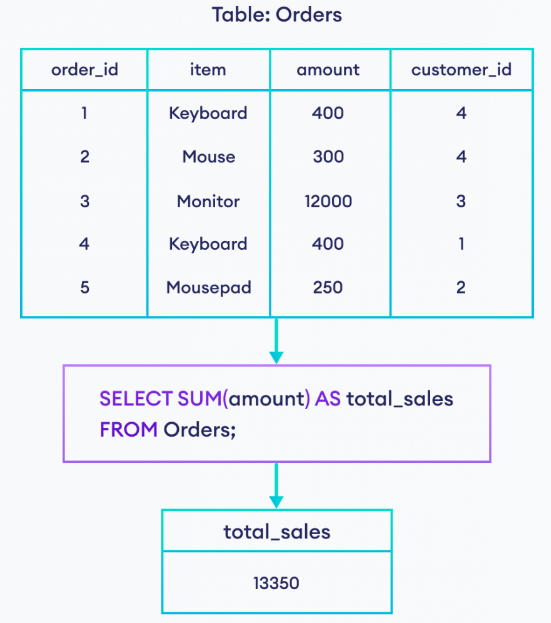 Table: Orders
order_id item amount customer_id
1 Keyboard 400 4
2 Mouse 300 4
3 Monitor 12000 3
4 Keyboard 400 1
5 Mousepad 250 2
SELECT SUM(amount) AS total_sales
FROM Orders;
total_sales
13350